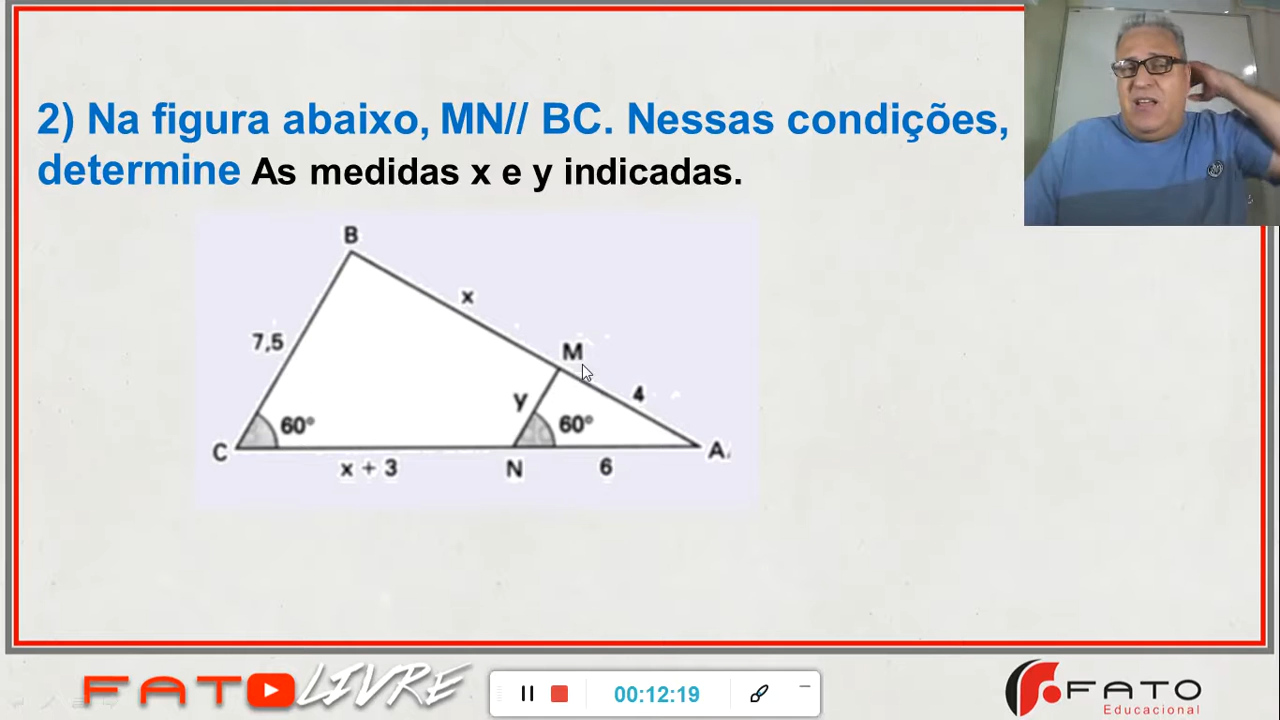 2) Na figura abaixo, MN// BC. Nessas condições,
determine As medidas x e y indicadas.
B
x
7,5
M
4
y
60°
60°
C
A
x + 3
N
6
FATO LIVRE
00:12:19
FATO
Educacional